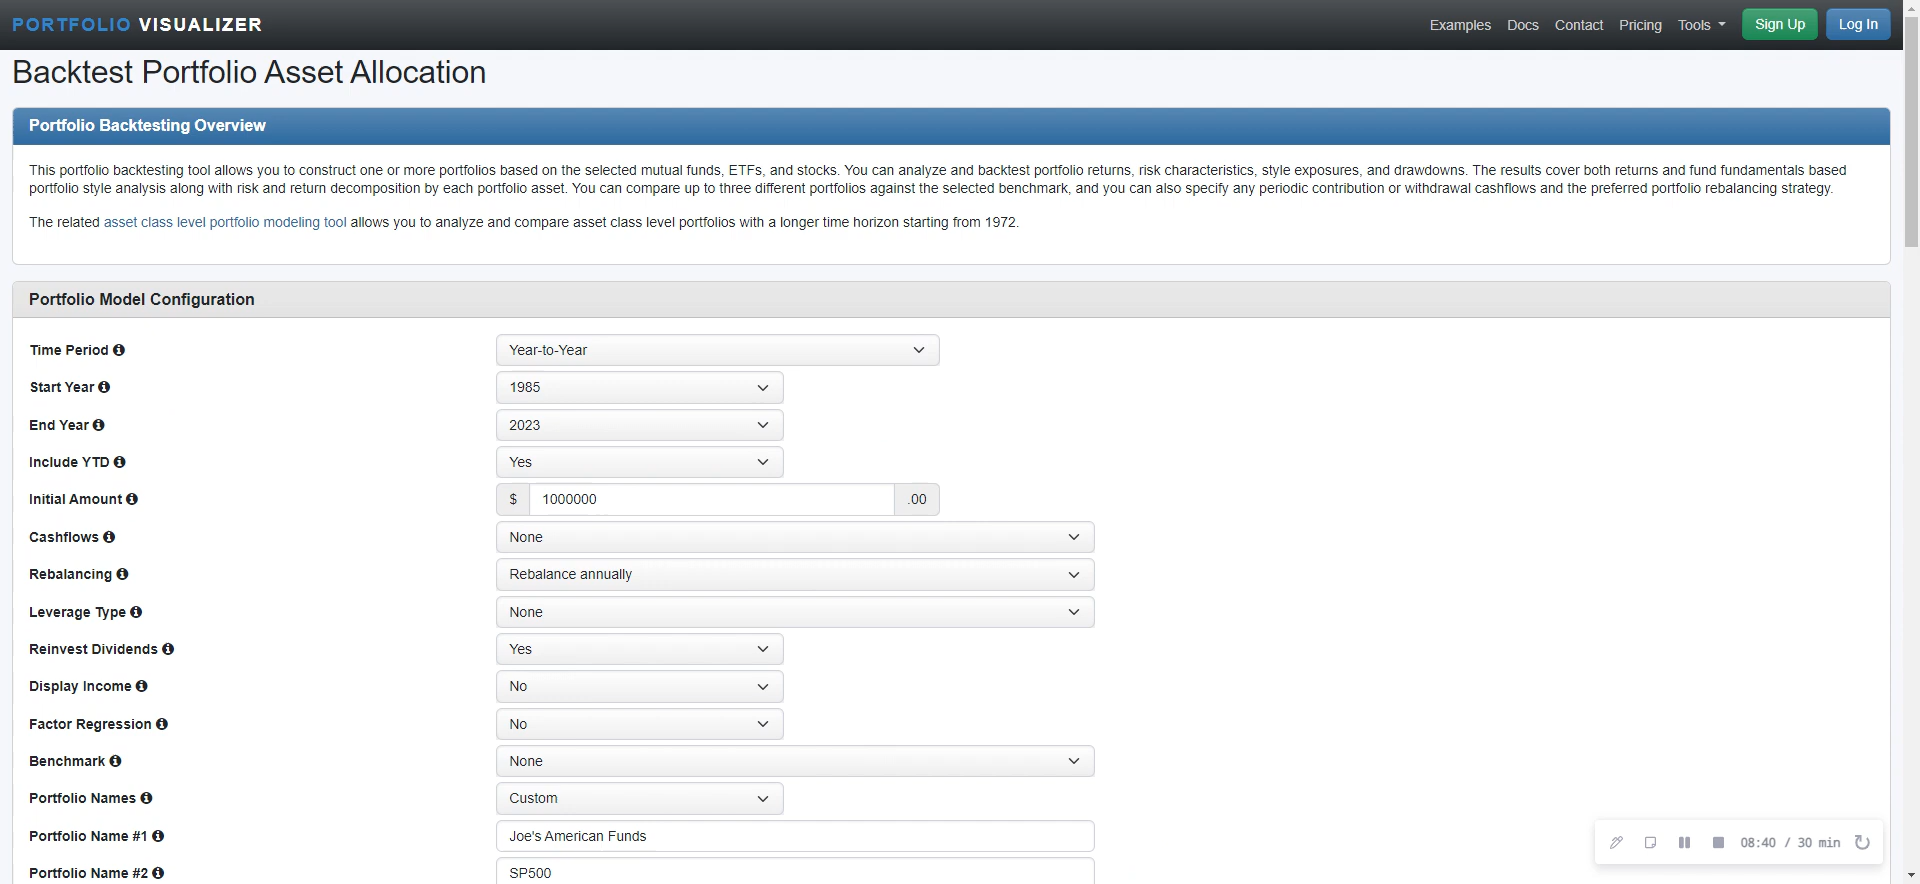 PORTFOLIO VISUALIZER
Examples Docs Contact Pricing Tools Sign Up Log In
Backtest Portfolio Asset Allocation
Portfolio Backtesting Overview
This portfolio backtesting tool allows you to construct one or more portfolios based on the selected mutual funds, ETFs, and stocks. You can analyze and backtest portfolio returns, risk characteristics, style exposures, and drawdowns. The results cover both returns and fund fundamentals based
portfolio style analysis along with risk and return decomposition by each portfolio asset. You can compare up to three different portfolios against the selected benchmark, and you can also specify any periodic contribution or withdrawal cashflows and the preferred portfolio rebalancing strategy.
The related asset class level portfolio modeling tool allows you to analyze and compare asset class level portfolios with a longer time horizon starting from 1972.
Portfolio Model Configuration
Time Period Year-to-Year
Start Year 1985
End Year 2023
Include YTD Yes
Initial Amount $ 1000000 .00
Cashflows None
Rebalancing Rebalance annually
Leverage Type None
Reinvest Dividends Yes
Display Income No
Factor Regression No
Benchmark None
Portfolio Names Custom
Portfolio Name #1 Joe's American Funds
08:40 / 30 min
Portfolio Name #2 SP500